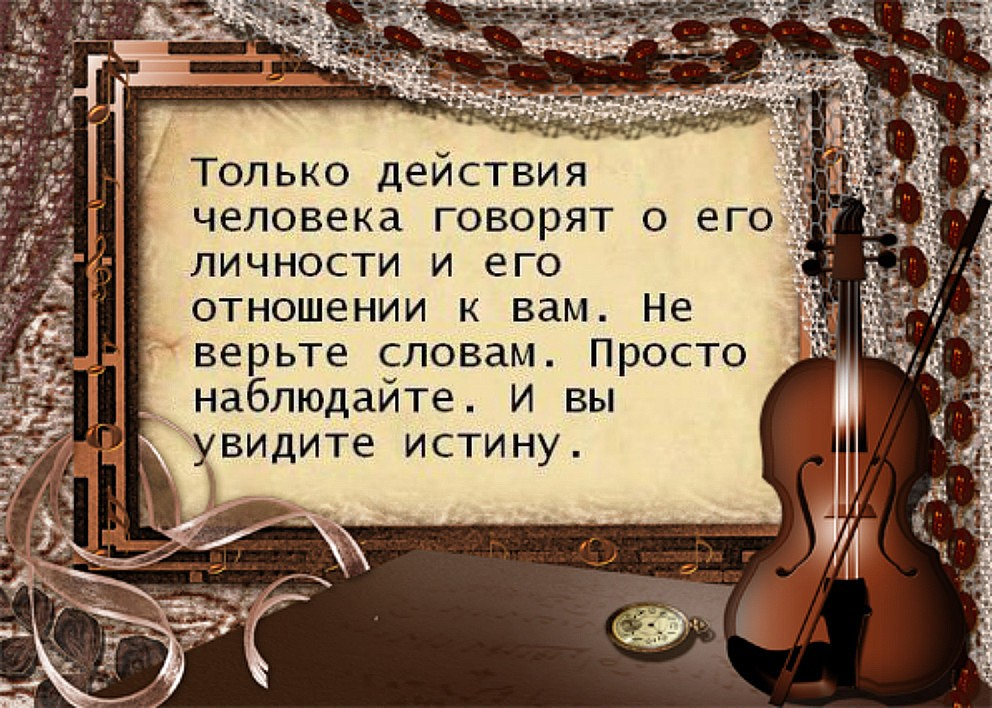 Только действия
человека говорят о его
личности и его
отношении к вам. Не
верьте словам. Просто
наблюдайте. И вы
увидите истину.